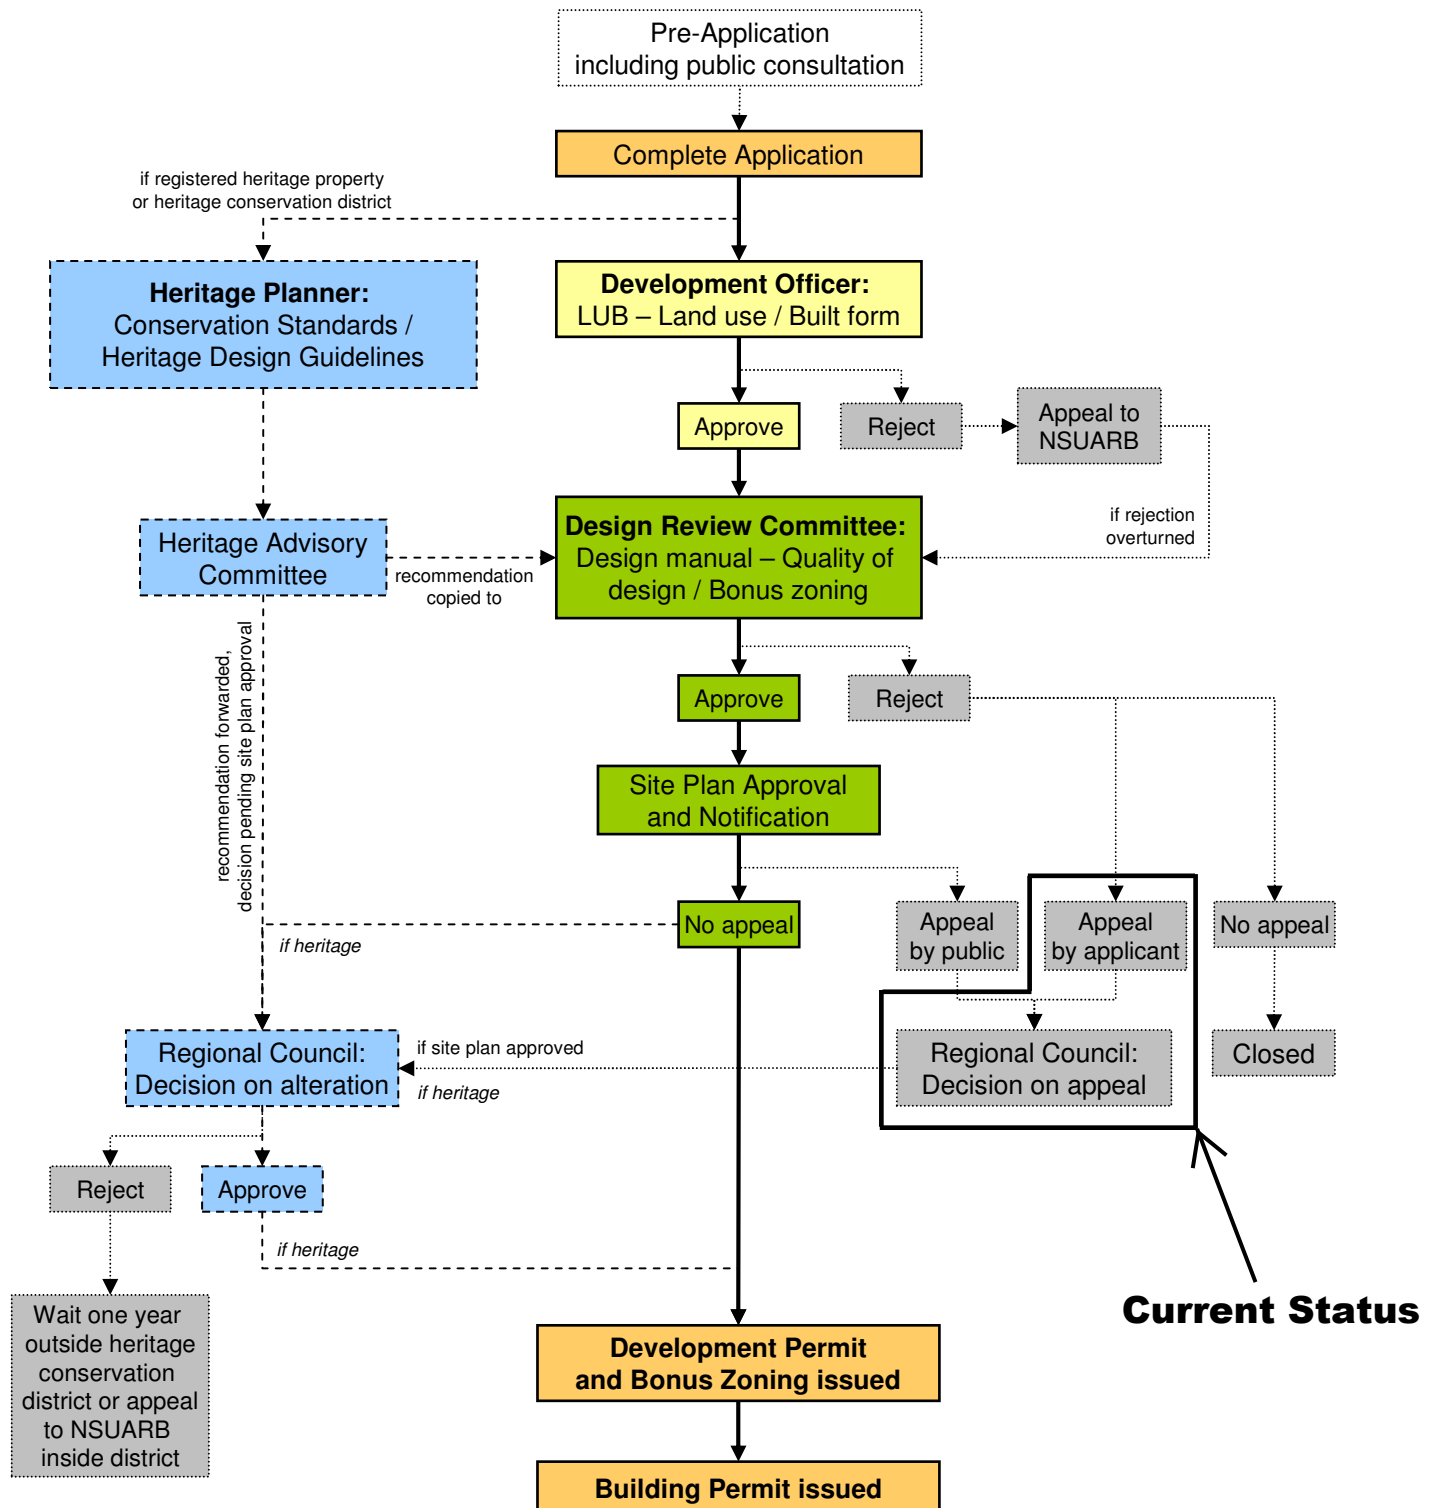 Pre-Application
including public consultation
Complete Application
if registered heritage property
or heritage conservation district
Heritage Planner:
Conservation Standards /
Heritage Design Guidelines
Development Officer:
LUB – Land use / Built form
Approve
Reject
Appeal to
NSUARB
if rejection
overturned
Heritage Advisory
Committee
recommendation
copied to
Design Review Committee:
Design manual – Quality of
design / Bonus zoning
recommendation forwarded,
decision pending site plan approval
Approve
Reject
Site Plan Approval
and Notification
No appeal
if heritage
Appeal
by public
Appeal
by applicant
No appeal
Regional Council:
Decision on alteration
if site plan approved
if heritage
Regional Council:
Decision on appeal
Closed
Reject
Approve
if heritage
Wait one year
outside heritage
conservation
district or appeal
to NSUARB
inside district
Current Status
Development Permit
and Bonus Zoning issued
Building Permit issued